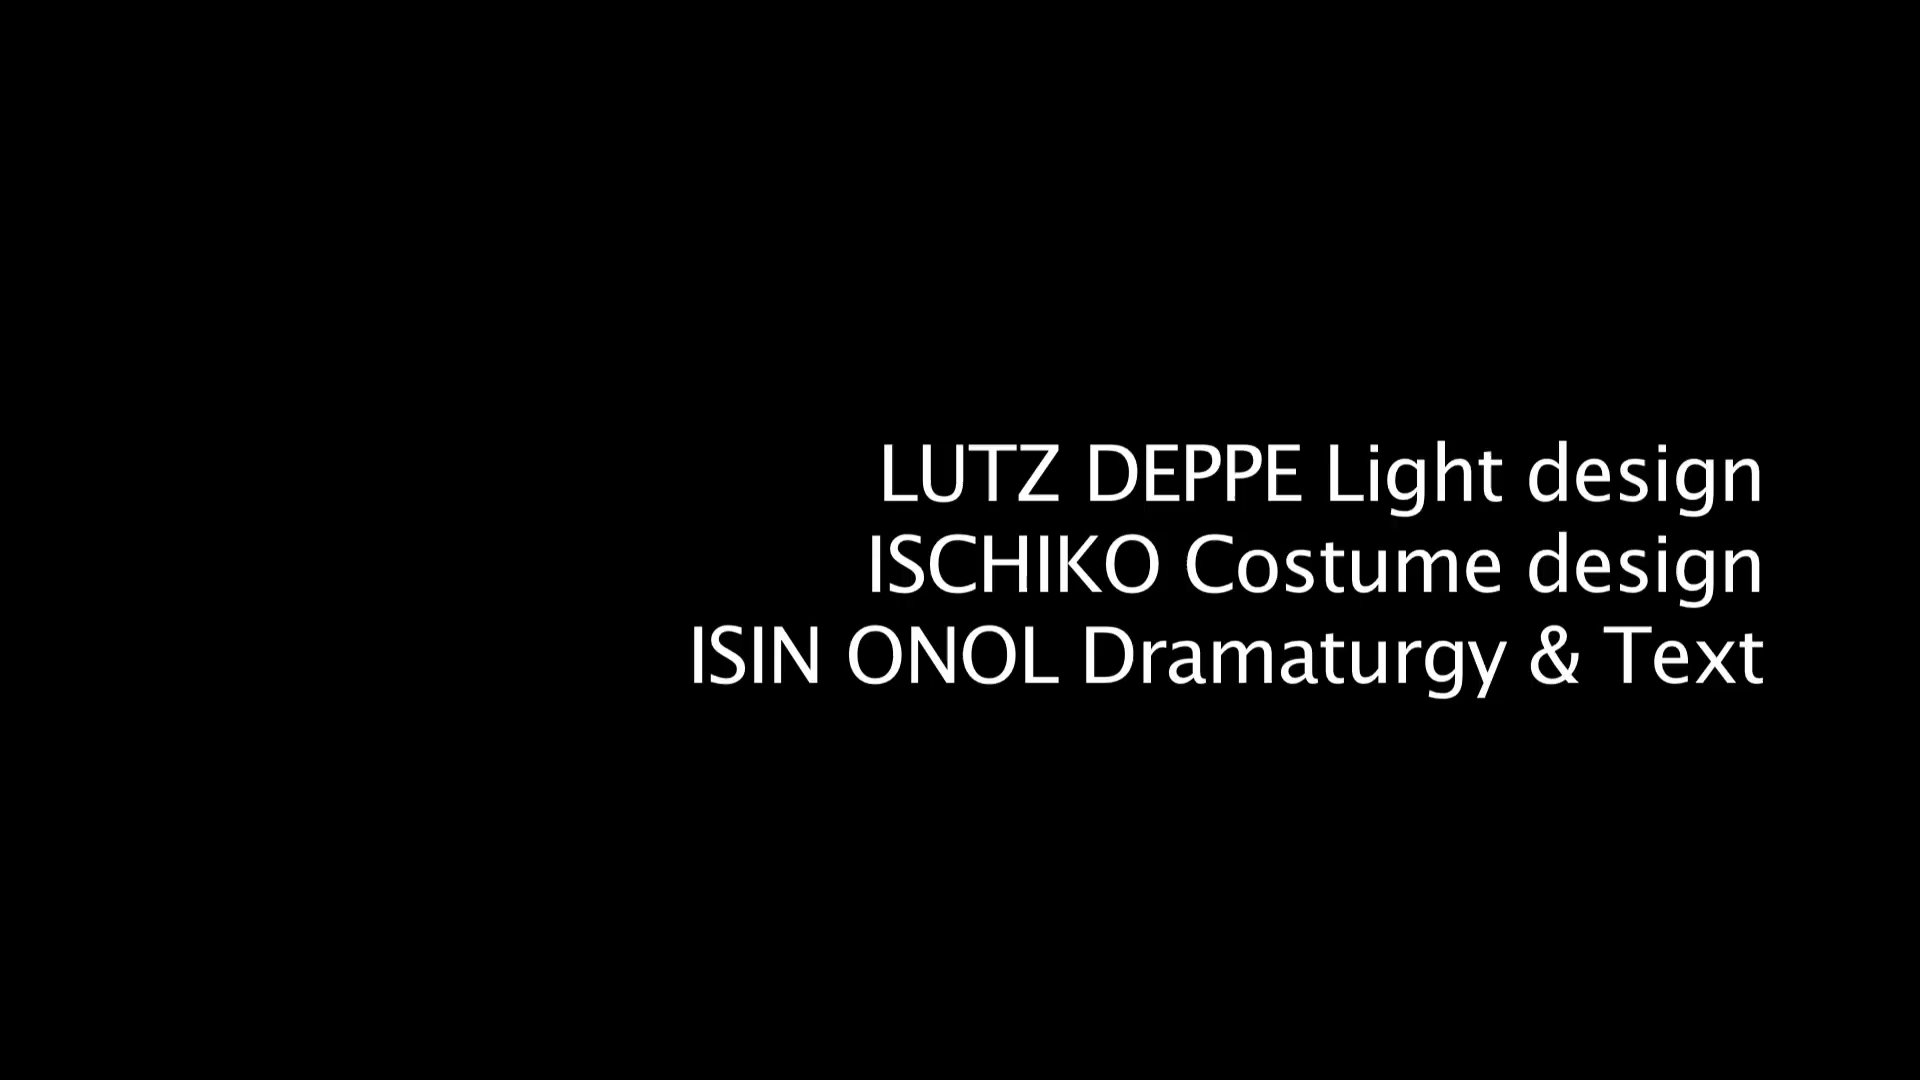 LUTZ DEPPE Light design
ISCHIKO Costume design
ISIN ONOL Dramaturgy & Text